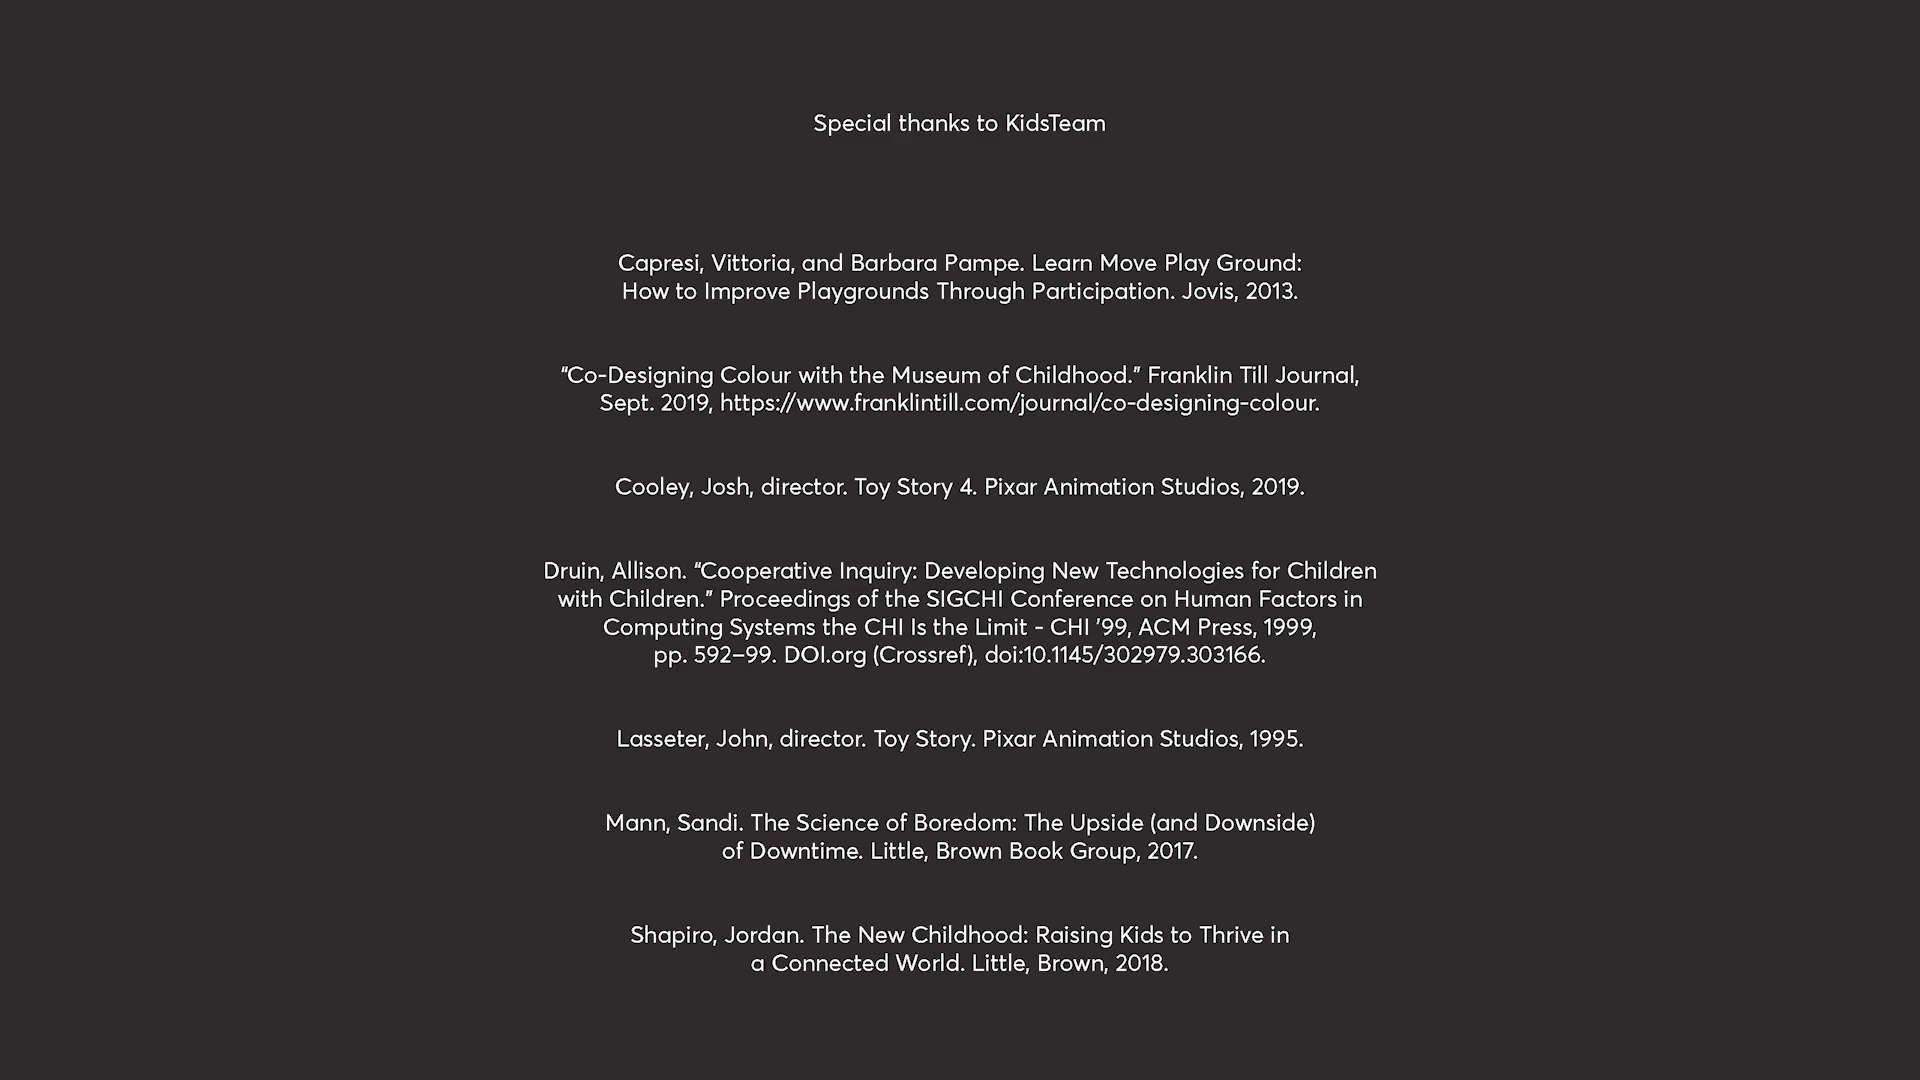 Special thanks to KidsTeam
Capresi, Vittoria, and Barbara Pampe. Learn Move Play Ground:
How to Improve Playgrounds Through Participation. Jovis, 2013.
“Co-Designing Colour with the Museum of Childhood.” Franklin Till Journal,
Sept. 2019, https://www.franklintill.com/journal/co-designing-colour.
Cooley, Josh, director. Toy Story 4. Pixar Animation Studios, 2019.
Druin, Allison. “Cooperative Inquiry: Developing New Technologies for Children
with Children.” Proceedings of the SIGCHI Conference on Human Factors in
Computing Systems the CHI Is the Limit - CHI ’99, ACM Press, 1999,
pp. 592–99. DOI.org (Crossref), doi:10.1145/302979.303166.
Lasseter, John, director. Toy Story. Pixar Animation Studios, 1995.
Mann, Sandi. The Science of Boredom: The Upside (and Downside)
of Downtime. Little, Brown Book Group, 2017.
Shapiro, Jordan. The New Childhood: Raising Kids to Thrive in
a Connected World. Little, Brown, 2018.